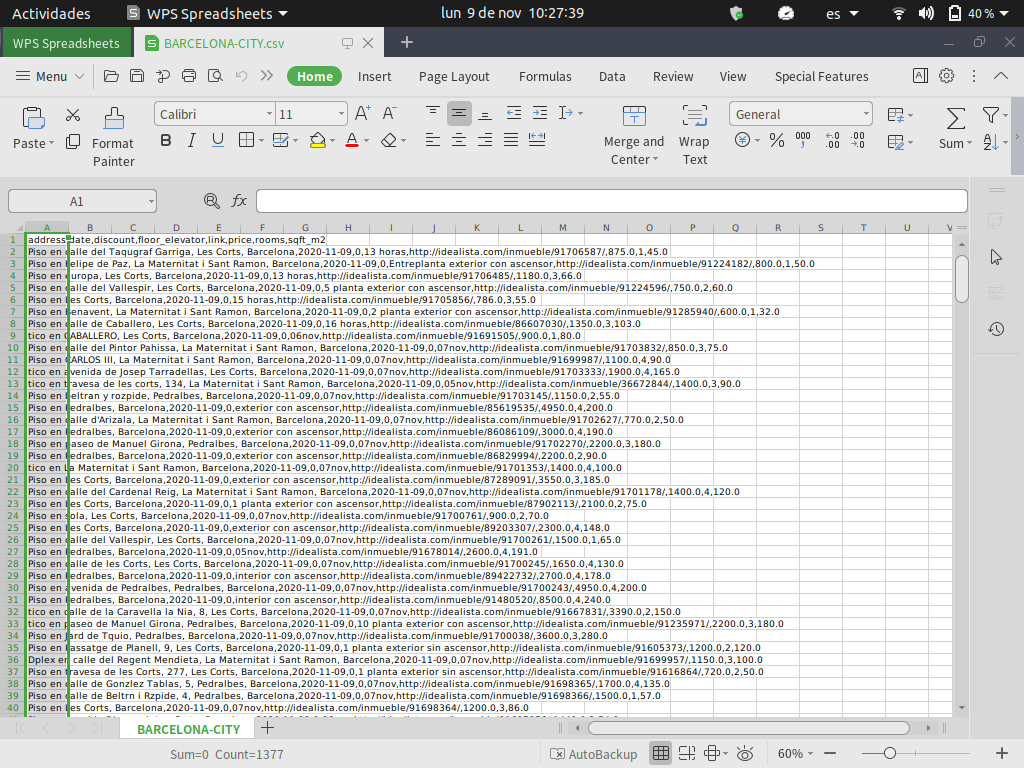 Actividades
WPS Spreadsheets
lun 9 de nov 10:27:39
es
40 %
WPS Spreadsheets
BARCELONA-CITY.csv
Menu
Home
Insert
Page Layout
Formulas
Data
Review
View
Special Features
Paste
Format
Painter
Calibri
11
Merge and
Center
Wrap
Text
General
Sum
A1
fx
A B C D E F G H I J K L M N O P Q R S T U V
1 address,date,discount,floor_elevator,link,price,rooms,sqft_m2
2 Piso en calle del Taqugraf Garriga, Les Corts, Barcelona,2020-11-09,0,13 horas,http://idealista.com/inmueble/91706587/,875.0,1,45.0
3 Piso en Felipe de Paz, La Maternitat i Sant Ramon, Barcelona,2020-11-09,0,Entreplanta exterior con ascensor,http://idealista.com/inmueble/91224182/,800.0,1,50.0
4 Piso en europa, Les Corts, Barcelona,2020-11-09,0,13 horas,http://idealista.com/inmueble/91706485/,1180.0,3,66.0
5 Piso en calle del Vallespir, Les Corts, Barcelona,2020-11-09,0,5 planta exterior con ascensor,http://idealista.com/inmueble/91224596/,750.0,2,60.0
6 Piso en Les Corts, Barcelona,2020-11-09,0,15 horas,http://idealista.com/inmueble/91705856/,786.0,3,55.0
7 Piso en Benavent, La Maternitat i Sant Ramon, Barcelona,2020-11-09,0,2 planta exterior con ascensor,http://idealista.com/inmueble/91285940/,600.0,1,32.0
8 Piso en calle de Caballero, Les Corts, Barcelona,2020-11-09,0,16 horas,http://idealista.com/inmueble/86607030/,1350.0,3,103.0
9 tico en CABALLERO, Les Corts, Barcelona,2020-11-09,0,06nov,http://idealista.com/inmueble/91691505/,900.0,1,80.0
10 Piso en calle del Pintor Pahissa, La Maternitat i Sant Ramon, Barcelona,2020-11-09,0,07nov,http://idealista.com/inmueble/91703832/,850.0,3,75.0
11 Piso en CARLOS III, La Maternitat i Sant Ramon, Barcelona,2020-11-09,0,07nov,http://idealista.com/inmueble/91699987/,1100.0,4,90.0
12 tico en avenida de Josep Tarradellas, Les Corts, Barcelona,2020-11-09,0,07nov,http://idealista.com/inmueble/91703333/,1900.0,4,165.0
13 tico en travesa de les corts, 134, La Maternitat i Sant Ramon, Barcelona,2020-11-09,0,05nov,http://idealista.com/inmueble/36672844/,1400.0,3,90.0
14 Piso en beltran y rozpide, Pedralbes, Barcelona,2020-11-09,0,07nov,http://idealista.com/inmueble/91703145/,1150.0,2,55.0
15 Piso en Pedralbes, Barcelona,2020-11-09,0,exterior con ascensor,http://idealista.com/inmueble/85619535/,4950.0,4,200.0
16 Piso en calle d'Arizala, La Maternitat i Sant Ramon, Barcelona,2020-11-09,0,07nov,http://idealista.com/inmueble/91702627/,770.0,2,50.0
17 Piso en Pedralbes, Barcelona,2020-11-09,0,exterior con ascensor,http://idealista.com/inmueble/86086109/,3000.0,4,190.0
18 Piso en paseo de Manuel Girona, Pedralbes, Barcelona,2020-11-09,0,07nov,http://idealista.com/inmueble/91702270/,2200.0,3,180.0
19 Piso en Pedralbes, Barcelona,2020-11-09,0,exterior con ascensor,http://idealista.com/inmueble/86829994/,2200.0,2,90.0
20 tico en La Maternitat i Sant Ramon, Barcelona,2020-11-09,0,07nov,http://idealista.com/inmueble/91701353/,1400.0,4,100.0
21 Piso en Les Corts, Barcelona,2020-11-09,0,exterior con ascensor,http://idealista.com/inmueble/87289091/,3550.0,3,185.0
22 Piso en calle del Cardenal Reig, La Maternitat i Sant Ramon, Barcelona,2020-11-09,0,07nov,http://idealista.com/inmueble/91701178/,1400.0,4,120.0
23 Piso en Les Corts, Barcelona,2020-11-09,0,1 planta exterior con ascensor,http://idealista.com/inmueble/87902113/,2100.0,2,75.0
24 Piso en sola, Les Corts, Barcelona,2020-11-09,0,07nov,http://idealista.com/inmueble/91700761/,900.0,2,70.0
25 Piso en Les Corts, Barcelona,2020-11-09,0,exterior con ascensor,http://idealista.com/inmueble/89203307/,2300.0,4,148.0
26 Piso en calle del Vallespir, Les Corts, Barcelona,2020-11-09,0,07nov,http://idealista.com/inmueble/91700261/,1500.0,1,65.0
27 Piso en Pedralbes, Barcelona,2020-11-09,0,05nov,http://idealista.com/inmueble/91678014/,2600.0,4,191.0
28 Piso en calle de les Corts, Les Corts, Barcelona,2020-11-09,0,07nov,http://idealista.com/inmueble/91700245/,1650.0,4,130.0
29 Piso en Pedralbes, Barcelona,2020-11-09,0,interior con ascensor,http://idealista.com/inmueble/89422732/,2700.0,4,178.0
30 Piso en avenida de Pedralbes, Pedralbes, Barcelona,2020-11-09,0,07nov,http://idealista.com/inmueble/91700243/,4950.0,4,200.0
31 Piso en Pedralbes, Barcelona,2020-11-09,0,interior con ascensor,http://idealista.com/inmueble/91480520/,8500.0,4,240.0
32 tico en calle de la Caravella la Nia, 8, Les Corts, Barcelona,2020-11-09,0,07nov,http://idealista.com/inmueble/91667831/,3390.0,2,150.0
33 tico en paseo de Manuel Girona, Pedralbes, Barcelona,2020-11-09,0,10 planta exterior con ascensor,http://idealista.com/inmueble/91235971/,2200.0,3,180.0
34 Piso en Jard de Tquio, Pedralbes, Barcelona,2020-11-09,0,07nov,http://idealista.com/inmueble/91700038/,3600.0,3,280.0
35 Piso en Passatge de Planell, 9, Les Corts, Barcelona,2020-11-09,0,1 planta exterior sin ascensor,http://idealista.com/inmueble/91605373/,1200.0,2,120.0
36 Dplex en calle del Regent Mendieta, La Maternitat i Sant Ramon, Barcelona,2020-11-09,0,07nov,http://idealista.com/inmueble/91699957/,1150.0,3,100.0
37 Piso en travesa de les Corts, 277, Les Corts, Barcelona,2020-11-09,0,1 planta exterior sin ascensor,http://idealista.com/inmueble/91616864/,720.0,2,50.0
38 Piso en calle de Gonzlez Tablas, 5, Pedralbes, Barcelona,2020-11-09,0,07nov,http://idealista.com/inmueble/91698365/,1700.0,4,135.0
39 Piso en calle de Beltrn i Rzpide, 4, Pedralbes, Barcelona,2020-11-09,0,07nov,http://idealista.com/inmueble/91698366/,1500.0,1,57.0
40 Piso en Les Corts, Barcelona,2020-11-09,0,07nov,http://idealista.com/inmueble/91698364/,1200.0,3,86.0
BARCELONA-CITY
Sum=0 Count=1377
AutoBackup
60%